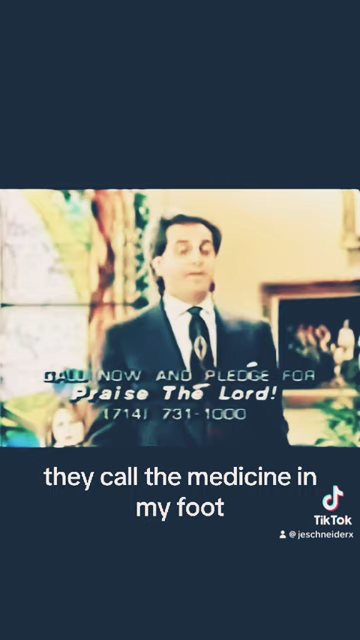 CALL NOW AND PLEDGE FOR
Praise The Lord!
(714) 731-1000
they call the medicine in
my foot
TikTok
@jeschneiderx